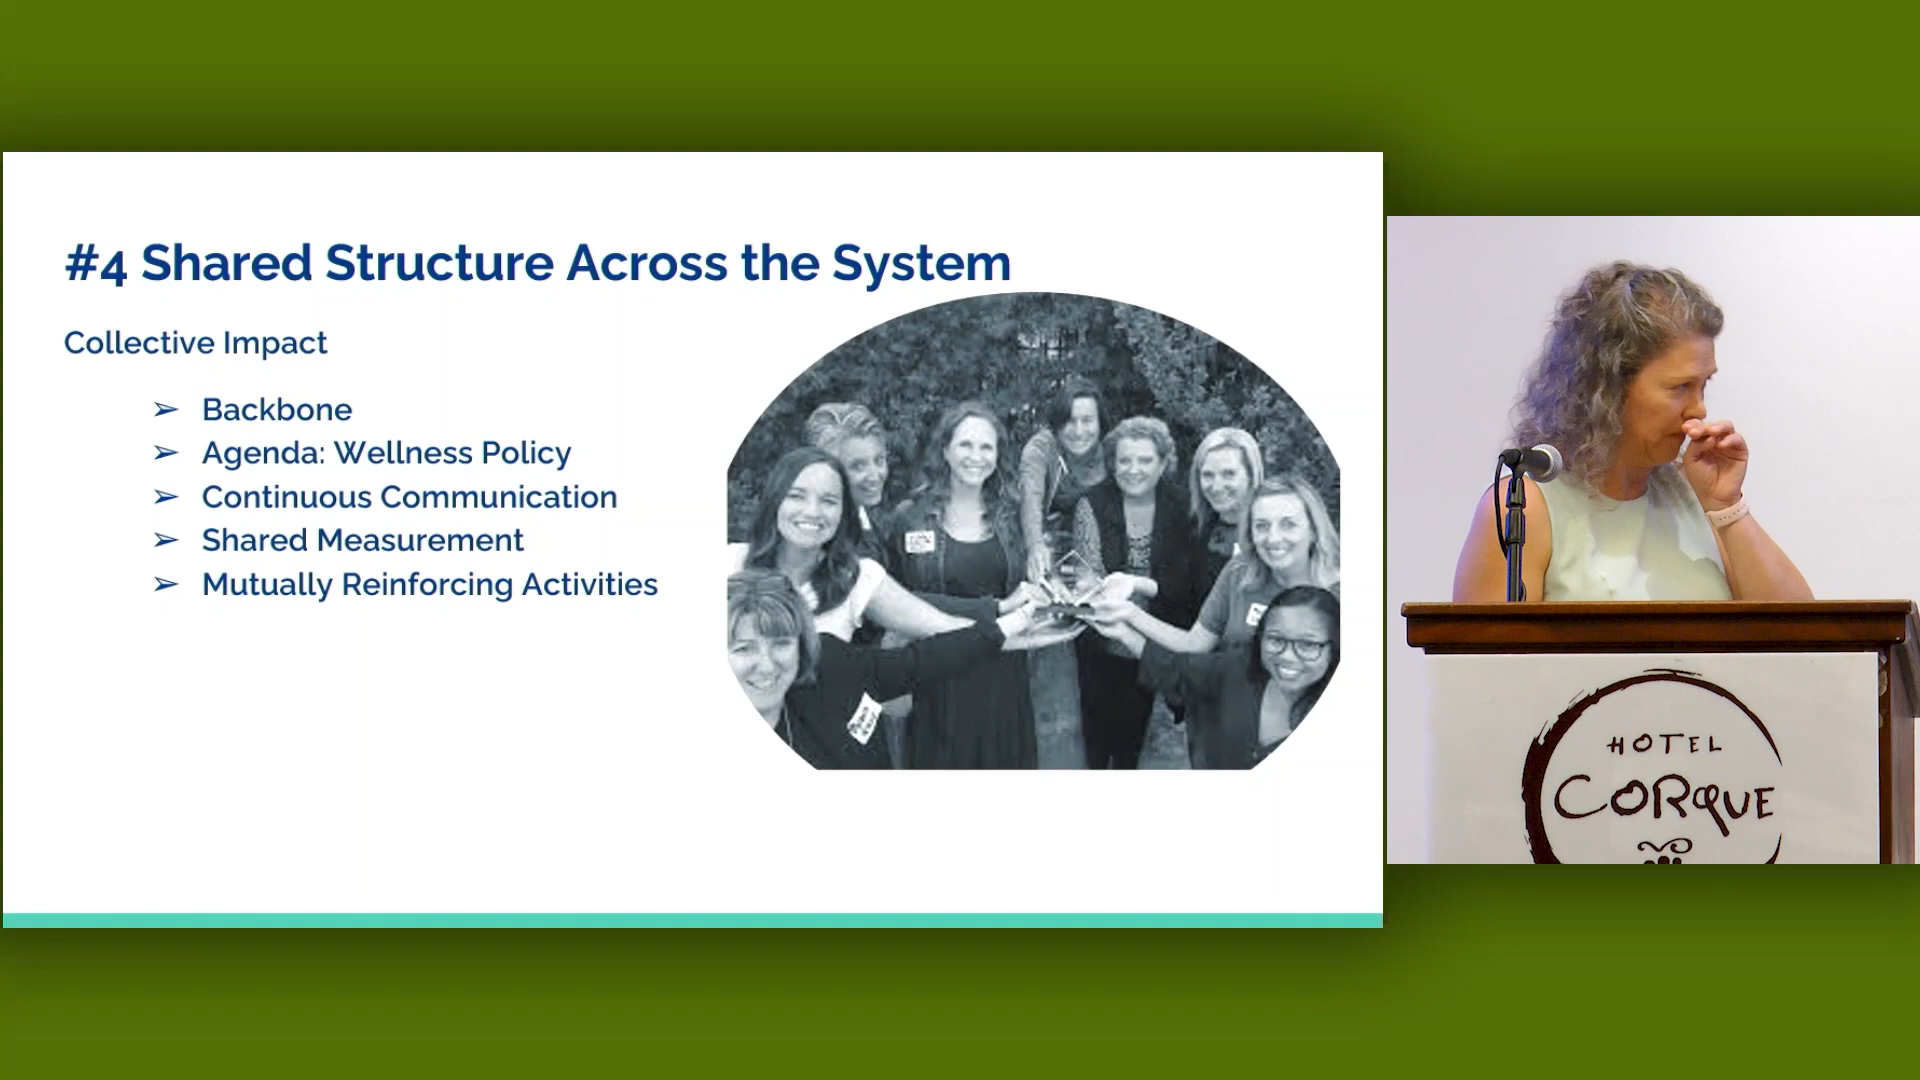 #4 Shared Structure Across the System
Collective Impact
➢ Backbone
➢ Agenda: Wellness Policy
➢ Continuous Communication
➢ Shared Measurement
➢ Mutually Reinforcing Activities
HOTEL
CORQUE